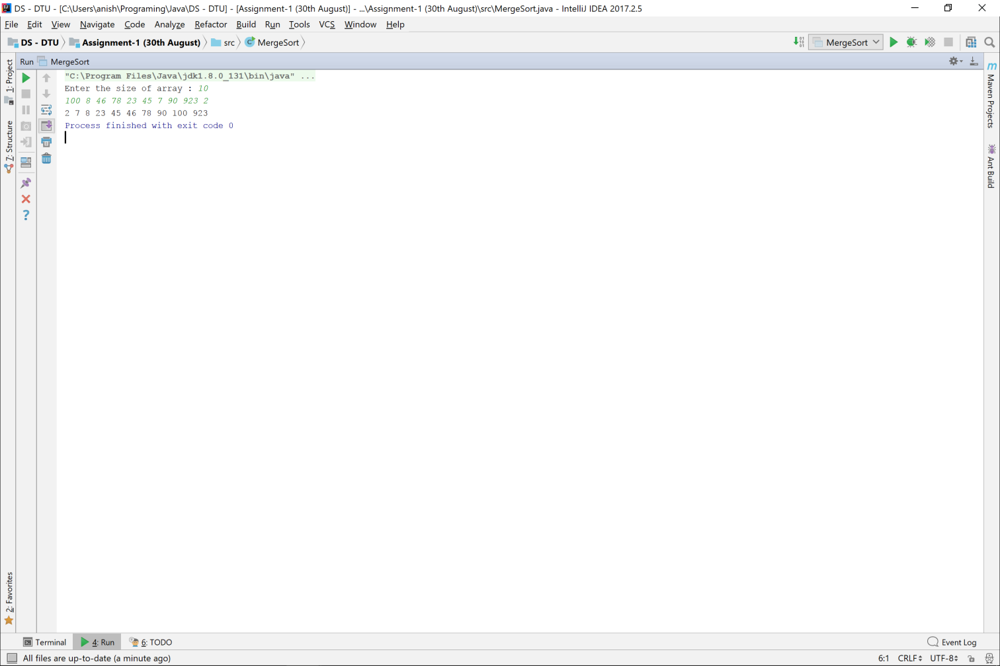 DS - DTU - [C:\Users\anish\Programing\Java\DS - DTU] - [Assignment-1 (30th August)] - ...\Assignment-1 (30th August)\src\MergeSort.java - IntelliJ IDEA 2017.2.5
File Edit View Navigate Code Analyze Refactor Build Run Tools VCS Window Help
DS - DTU Assignment-1 (30th August) src MergeSort MergeSort
Run MergeSort
1: Project
Z: Structure
2: Favorites
"C:\Program Files\Java\jdk1.8.0_131\bin\java" ...
Enter the size of array : 10
100 8 46 78 23 45 7 90 923 2
2 7 8 23 45 46 78 90 100 923
Process finished with exit code 0
Maven Projects
Ant Build
Terminal 4: Run 6: TODO Event Log
All files are up-to-date (a minute ago) 6:1 CRLF UTF-8